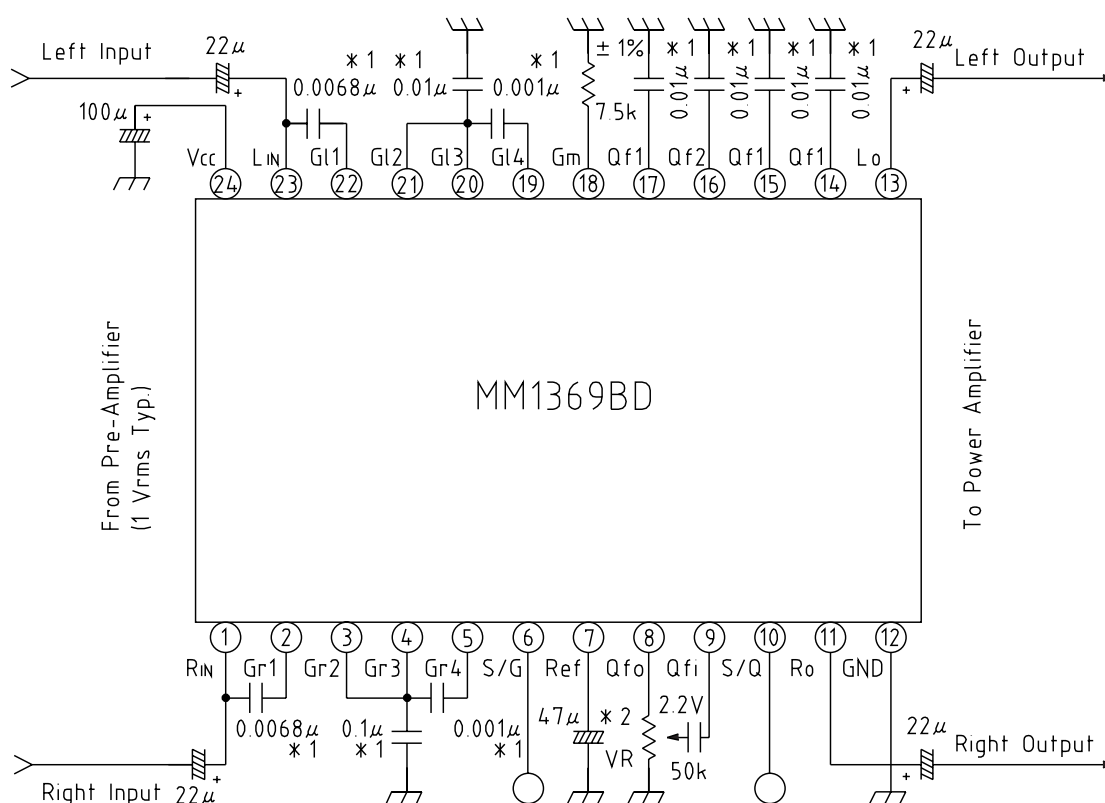 Left Input
22μ
+
100μ
+
✻ 1
0.0068μ
✻ 1
0.01μ
✻ 1
0.001μ
± 1%
7.5k
✻ 1
0.01μ
✻ 1
0.01μ
✻ 1
0.01μ
✻ 1
0.01
22μ
+
Left Output
Vcc
LIN
Gl1
Gl2
Gl3
Gl4
Gm
Qf1
Qf2
Qf1
Qf1
Lo
24
23
22
21
20
19
18
17
16
15
14
13
From Pre-Amplifier
(1 Vrms Typ.)
MM1369BD
To Power Amplifier
1
2
3
4
5
6
7
8
9
10
11
12
RIN
Gr1
Gr2
Gr3
Gr4
S/G
Ref
Qfo
Qfi
S/Q
Ro
GND
0.0068μ
✻ 1
0.1μ
✻ 1
0.001μ
✻ 1
47μ
✻ 2
VR
2.2V
50k
22μ
+
Right Output
Right Input
22μ
+